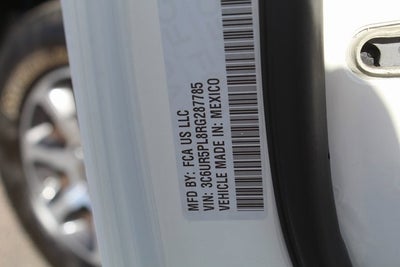 MFD BY: FCA US LLC
VIN: 3C6UR5PL8RG287785
VEHICLE MADE IN: MEXICO